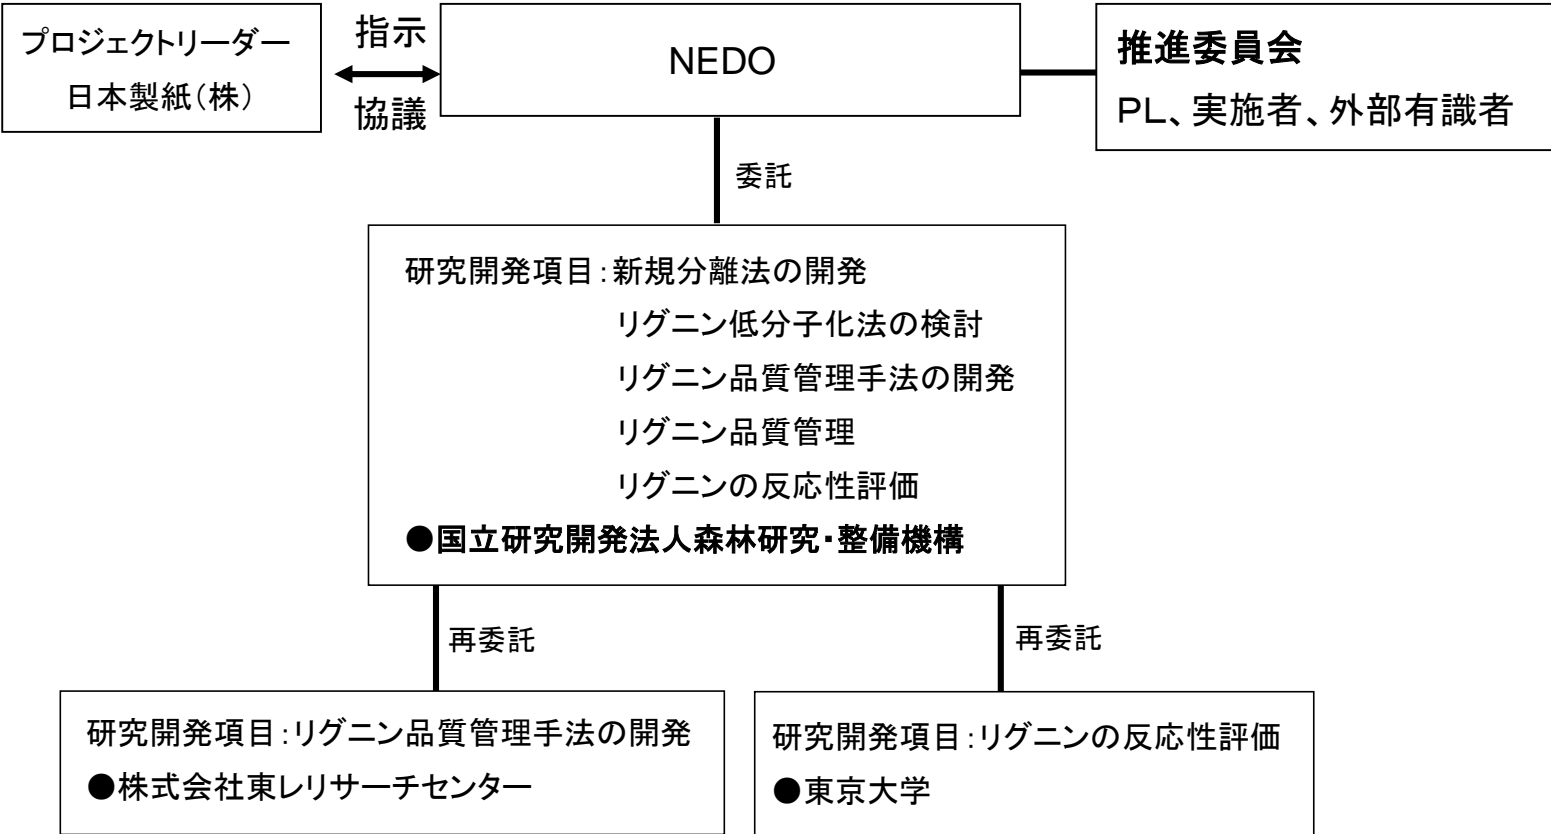 プロジェクトリーダー
日本製紙(株)
指示
協議
NEDO
推進委員会
PL、実施者、外部有識者
委託
研究開発項目:新規分離法の開発
リグニン低分子化法の検討
リグニン品質管理手法の開発
リグニン品質管理
リグニンの反応性評価
●国立研究開発法人森林研究・整備機構
再委託
再委託
研究開発項目:リグニン品質管理手法の開発
●株式会社東レリサーチセンター
研究開発項目:リグニンの反応性評価
●東京大学